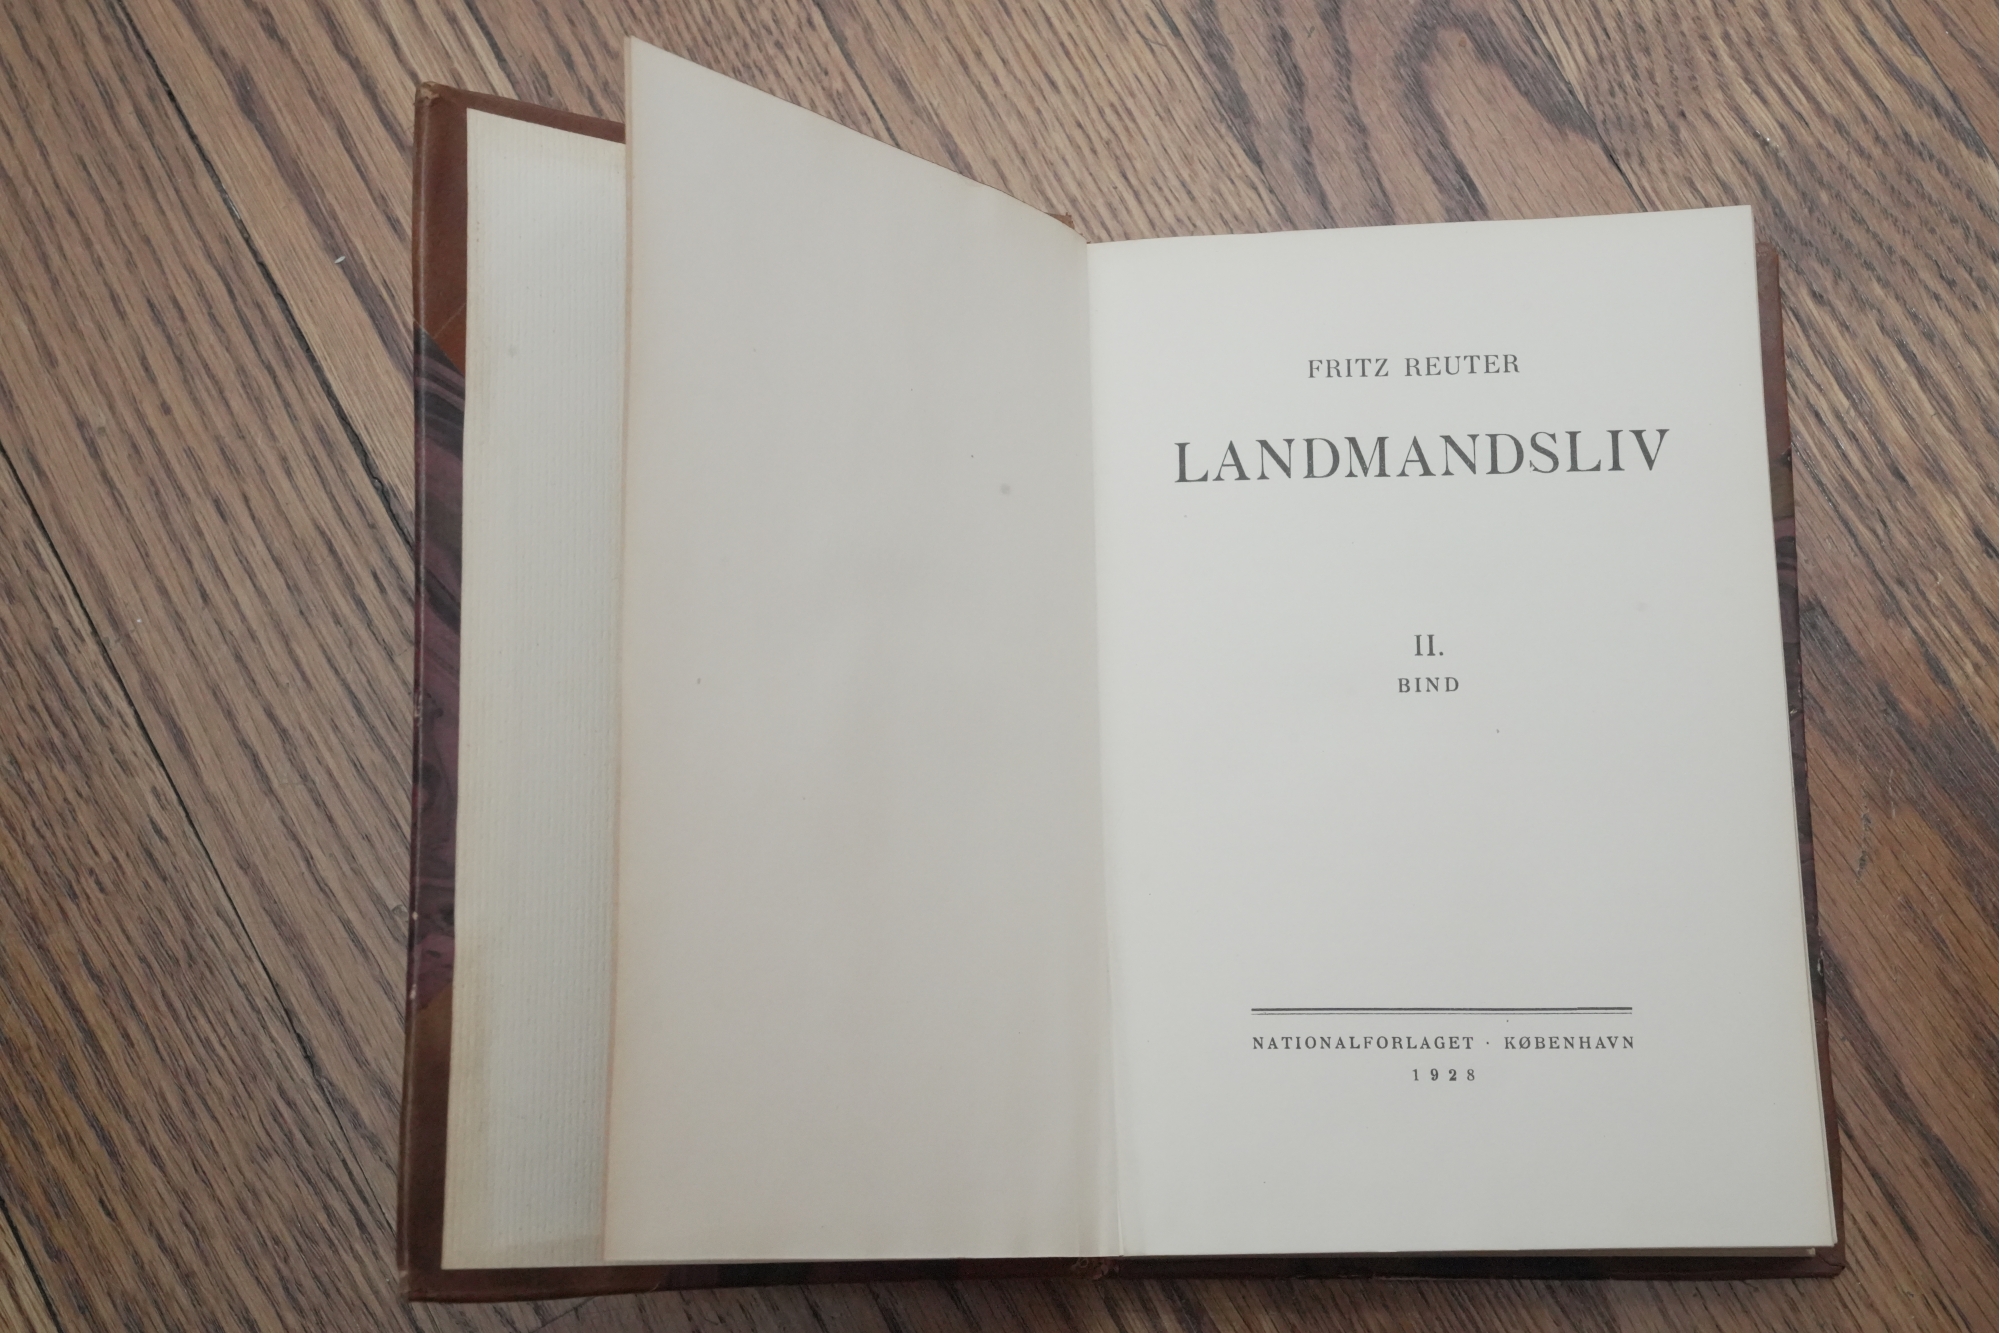 FRITZ REUTER
LANDMANDSLIV
II.
BIND
NATIONALFORLAGET · KØBENHAVN
1928